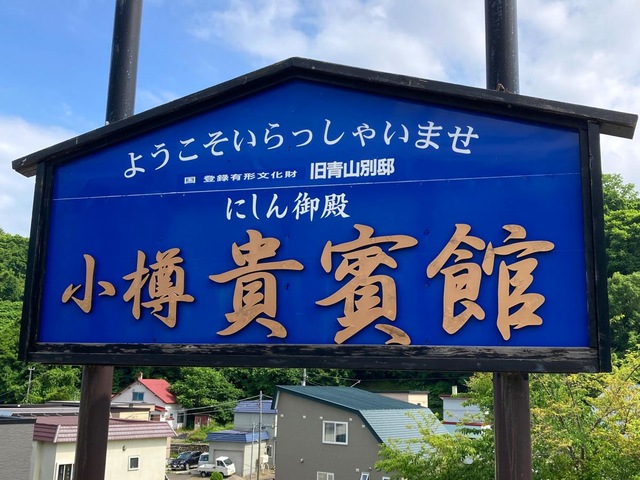 ようこそいらっしゃいませ
国 登録有形文化財 旧青山別邸
にしん御殿
小樽貴賓館